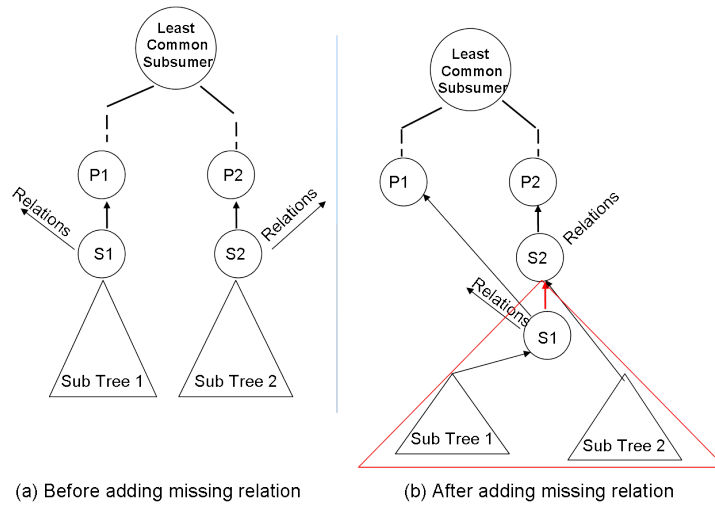 Least
Common
Subsumer
P1
P2
Relations
Relations
S1
S2
Sub Tree 1
Sub Tree 2
(a) Before adding missing relation
Least
Common
Subsumer
P1
P2
Relations
S2
Relations
S1
Sub Tree 1
Sub Tree 2
(b) After adding missing relation